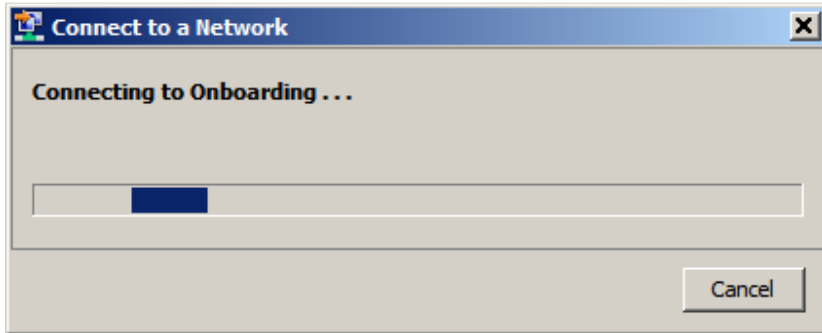 Connect to a Network
Connecting to Onboarding . . .
Cancel